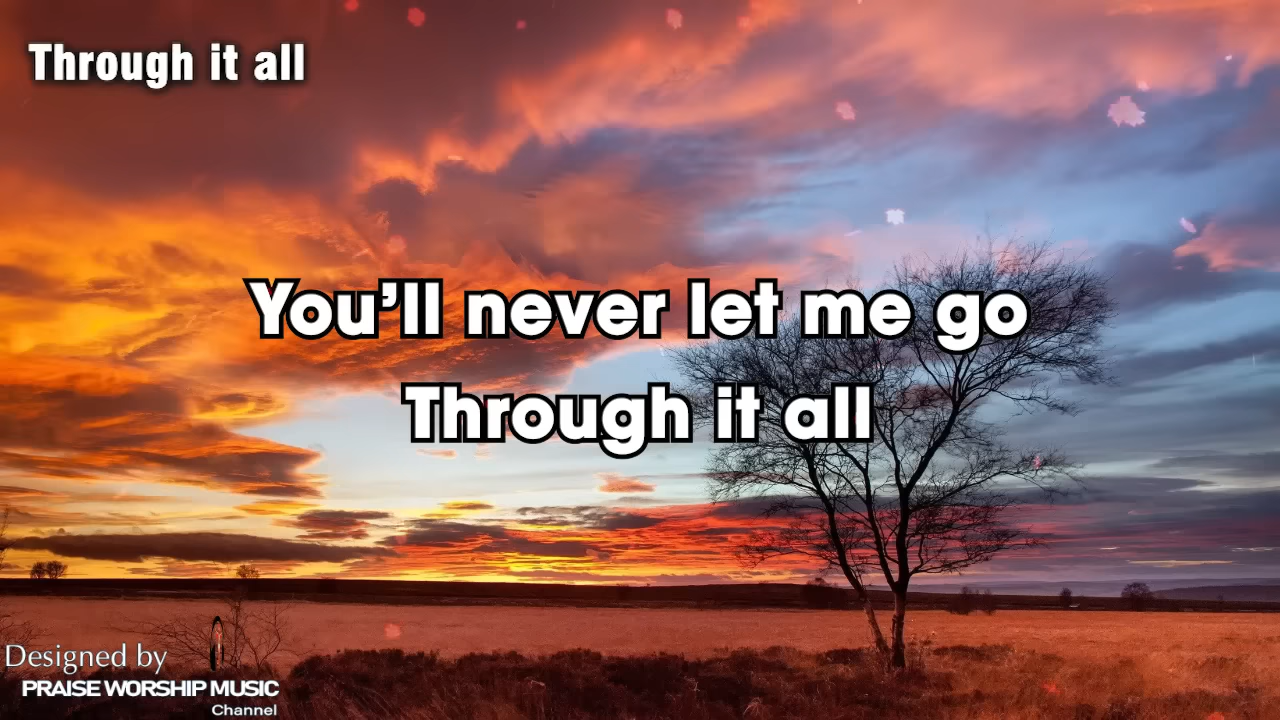 Through it all
You’ll never let me go
Through it all
Designed by
PRAISE WORSHIP MUSIC
Channel